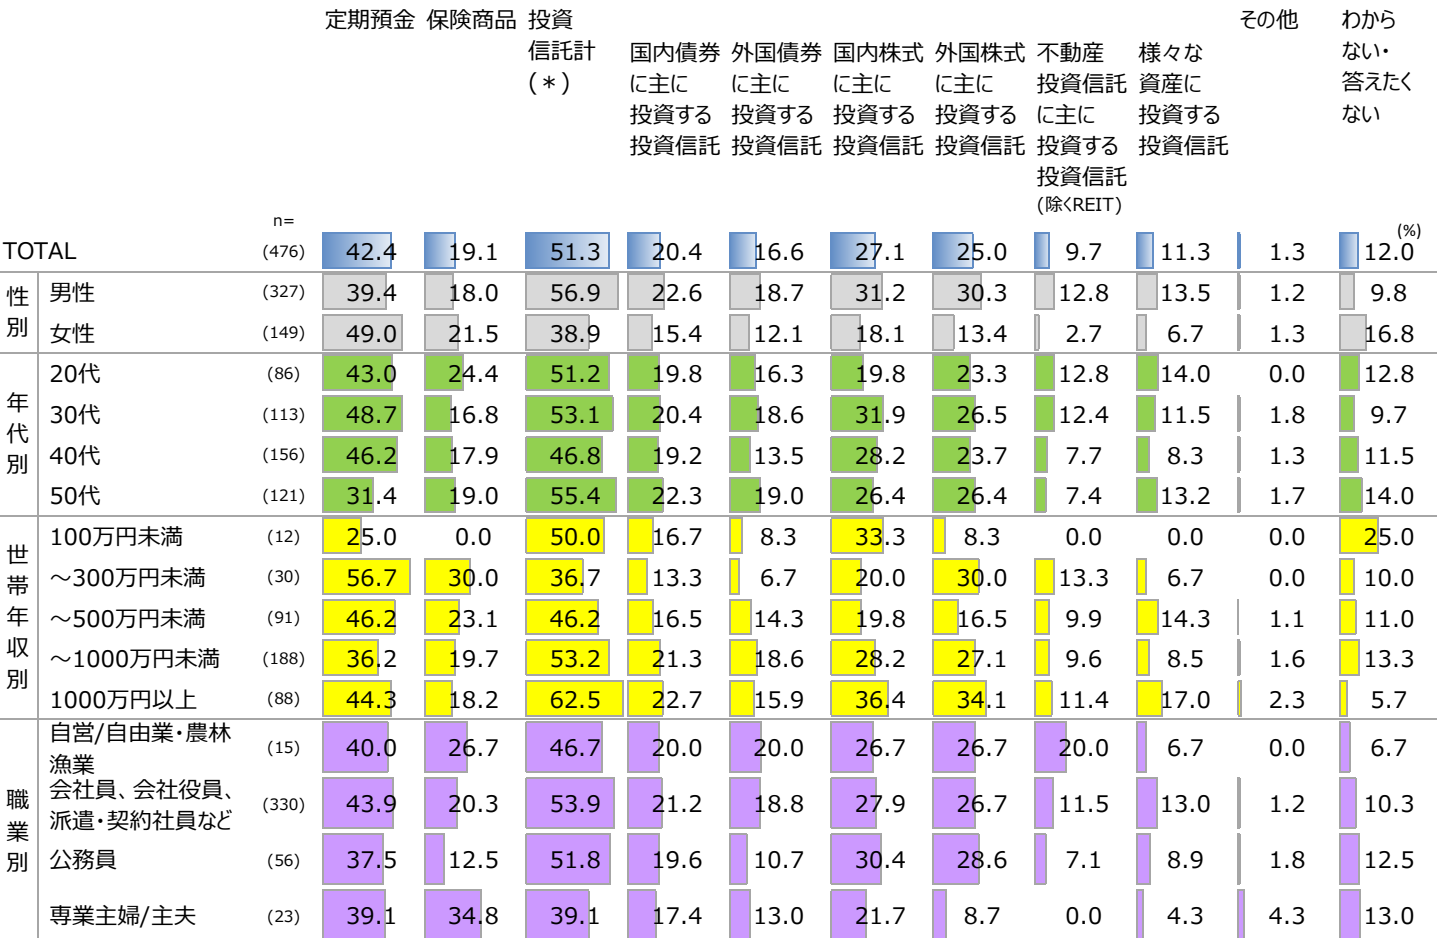 定期預金 保険商品 投資信託計(＊) 国内債券に主に投資する投資信託 外国債券に主に投資する投資信託 国内株式に主に投資する投資信託 外国株式に主に投資する投資信託 不動産投資信託に主に投資する投資信託(除くREIT) 様々な資産に投資する投資信託 その他 わからない・答えたくない
n=
(%)
TOTAL (476) 42.4 19.1 51.3 20.4 16.6 27.1 25.0 9.7 11.3 1.3 12.0
性別
男性 (327) 39.4 18.0 56.9 22.6 18.7 31.2 30.3 12.8 13.5 1.2 9.8
女性 (149) 49.0 21.5 38.9 15.4 12.1 18.1 13.4 2.7 6.7 1.3 16.8
年代別
20代 (86) 43.0 24.4 51.2 19.8 16.3 19.8 23.3 12.8 14.0 0.0 12.8
30代 (113) 48.7 16.8 53.1 20.4 18.6 31.9 26.5 12.4 11.5 1.8 9.7
40代 (156) 46.2 17.9 46.8 19.2 13.5 28.2 23.7 7.7 8.3 1.3 11.5
50代 (121) 31.4 19.0 55.4 22.3 19.0 26.4 26.4 7.4 13.2 1.7 14.0
世帯年収別
100万円未満 (12) 25.0 0.0 50.0 16.7 8.3 33.3 8.3 0.0 0.0 0.0 25.0
～300万円未満 (30) 56.7 30.0 36.7 13.3 6.7 20.0 30.0 13.3 6.7 0.0 10.0
～500万円未満 (91) 46.2 23.1 46.2 16.5 14.3 19.8 16.5 9.9 14.3 1.1 11.0
～1000万円未満 (188) 36.2 19.7 53.2 21.3 18.6 28.2 27.1 9.6 8.5 1.6 13.3
1000万円以上 (88) 44.3 18.2 62.5 22.7 15.9 36.4 34.1 11.4 17.0 2.3 5.7
職業別
自営/自由業・農林漁業 (15) 40.0 26.7 46.7 20.0 20.0 26.7 26.7 20.0 6.7 0.0 6.7
会社員、会社役員、派遣・契約社員など (330) 43.9 20.3 53.9 21.2 18.8 27.9 26.7 11.5 13.0 1.2 10.3
公務員 (56) 37.5 12.5 51.8 19.6 10.7 30.4 28.6 7.1 8.9 1.8 12.5
専業主婦/主夫 (23) 39.1 34.8 39.1 17.4 13.0 21.7 8.7 0.0 4.3 4.3 13.0